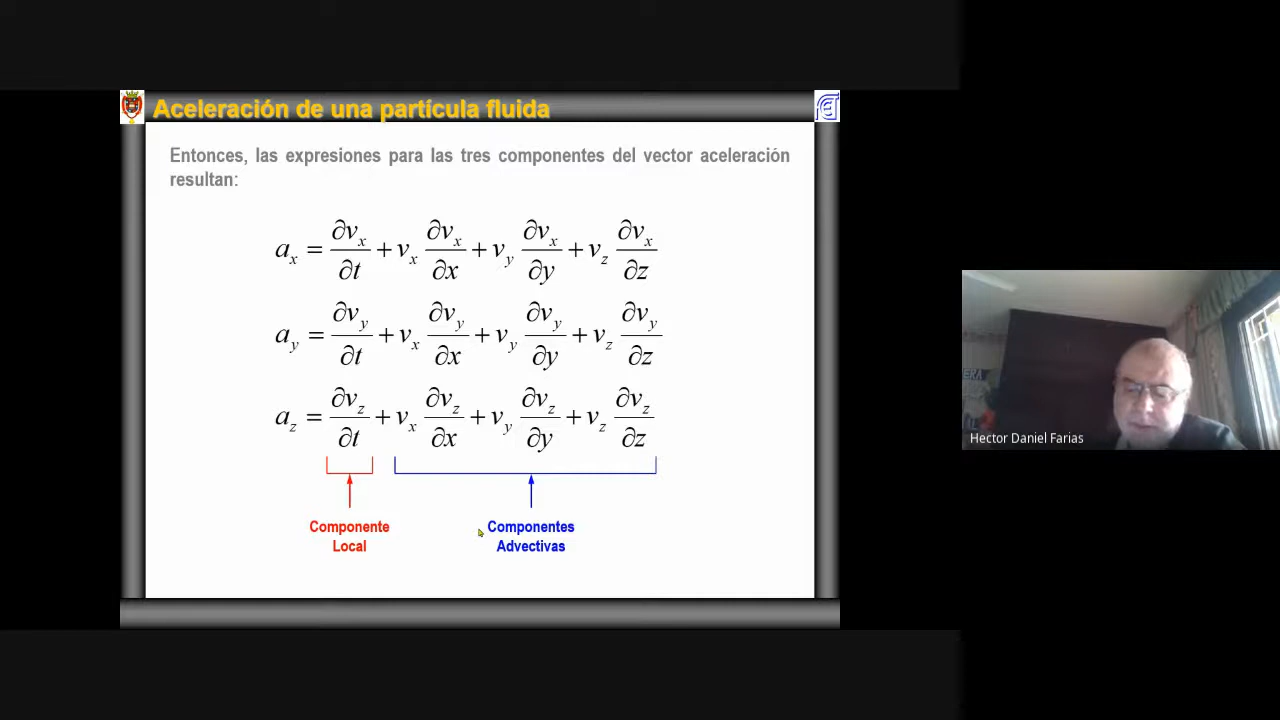 Aceleración de una partícula fluida
Entonces, las expresiones para las tres componentes del vector aceleración
resultan:
a_x = ∂v_x/∂t + v_x ∂v_x/∂x + v_y ∂v_x/∂y + v_z ∂v_x/∂z
a_y = ∂v_y/∂t + v_x ∂v_y/∂x + v_y ∂v_y/∂y + v_z ∂v_y/∂z
a_z = ∂v_z/∂t + v_x ∂v_z/∂x + v_y ∂v_z/∂y + v_z ∂v_z/∂z
Componente
Local
Componentes
Advectivas
Hector Daniel Farias